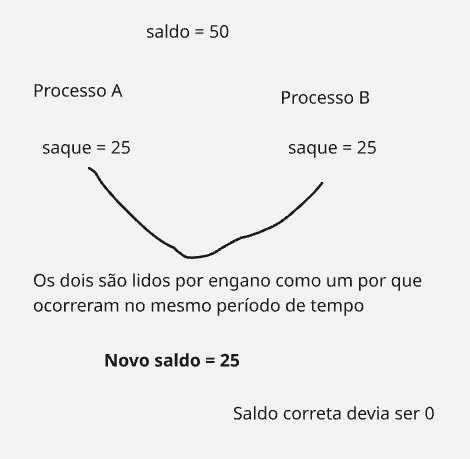 saldo = 50
Processo A
Processo B
saque = 25
saque = 25
Os dois são lidos por engano como um por que
ocorreram no mesmo período de tempo
Novo saldo = 25
Saldo correta devia ser 0